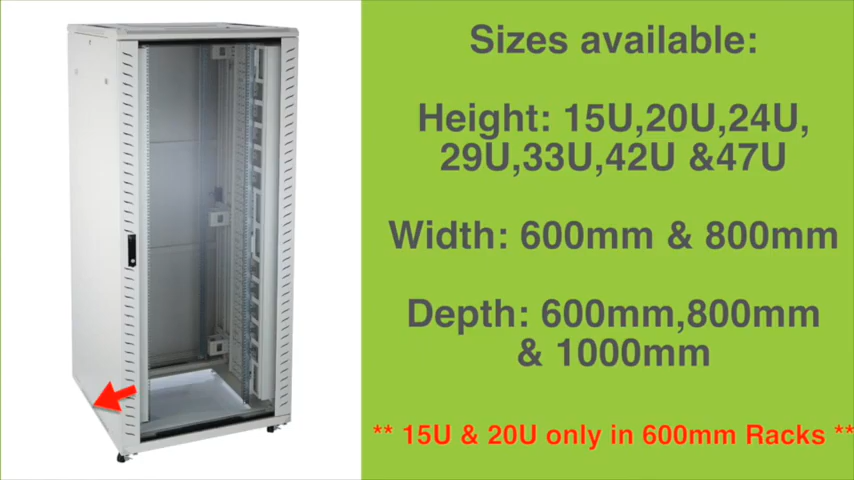 Sizes available:
Height: 15U,20U,24U,
29U,33U,42U &47U
Width: 600mm & 800mm
Depth: 600mm,800mm
& 1000mm
** 15U & 20U only in 600mm Racks **